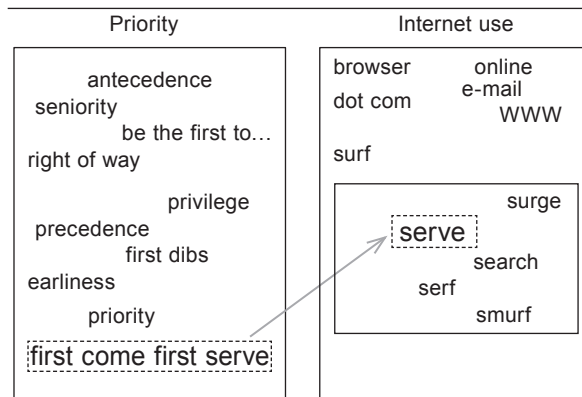 Priority
antecedence
seniority
be the first to...
right of way
privilege
precedence
first dibs
earliness
priority
first come first serve
Internet use
browser online
e-mail
dot com
WWW
surf
surge
serve
search
serf
smurf